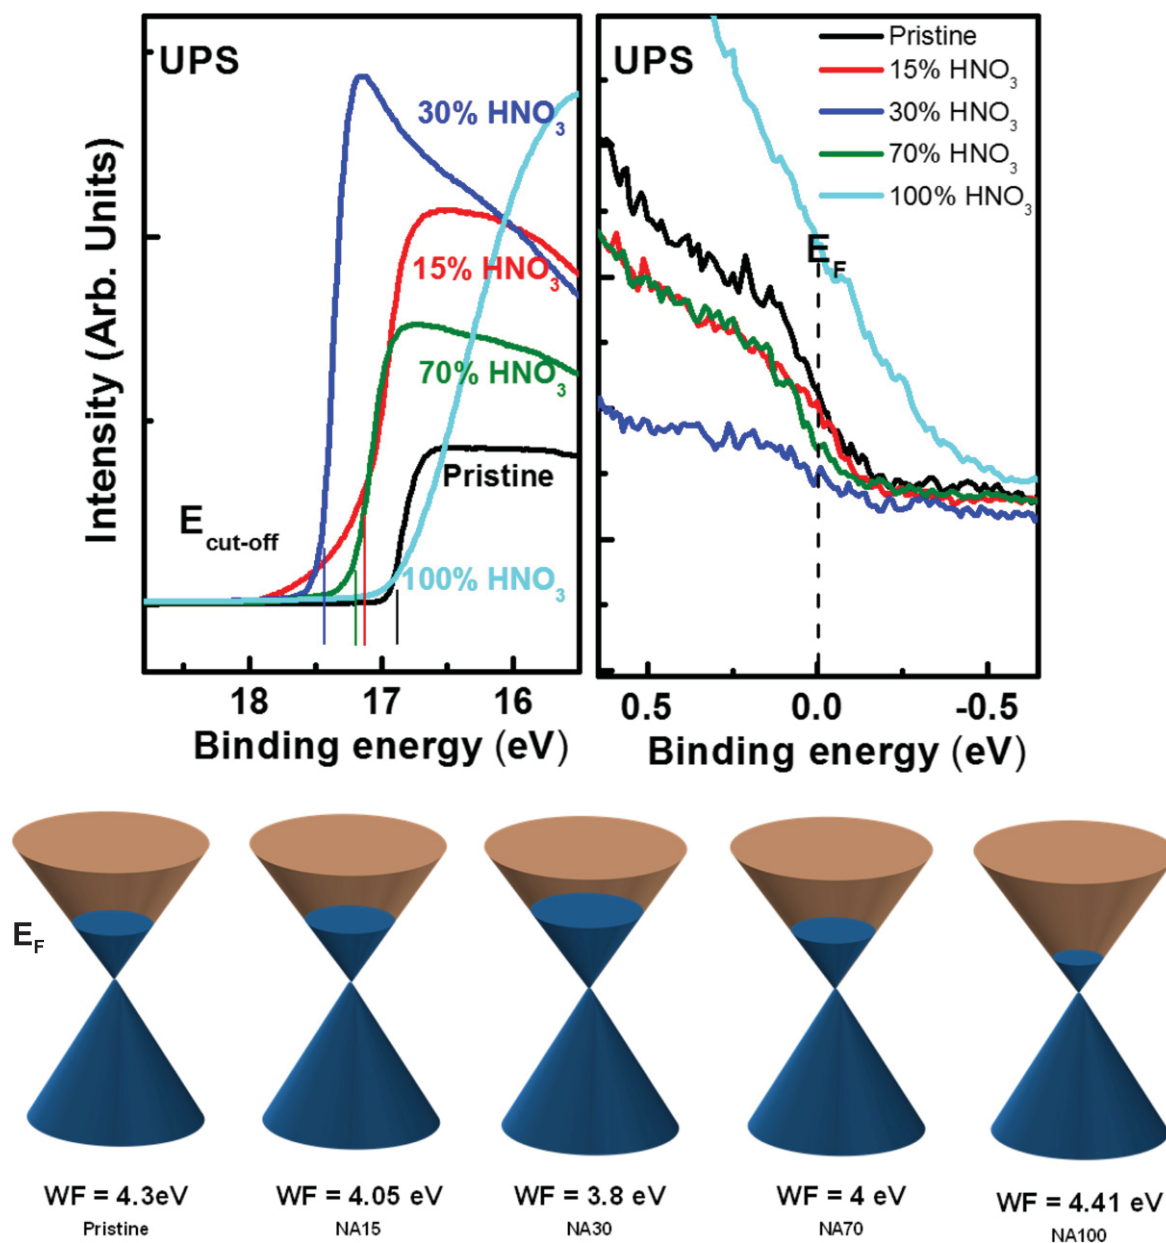 UPS
30% HNO3
15% HNO3
70% HNO3
Pristine
100% HNO3
Ecut-off
Intensity (Arb. Units)
18 17 16
Binding energy (eV)
UPS
Pristine
15% HNO3
30% HNO3
70% HNO3
100% HNO3
EF
0.5 0.0 -0.5
Binding energy (eV)
EF
WF = 4.3eV
Pristine
WF = 4.05 eV
NA15
WF = 3.8 eV
NA30
WF = 4 eV
NA70
WF = 4.41 eV
NA100